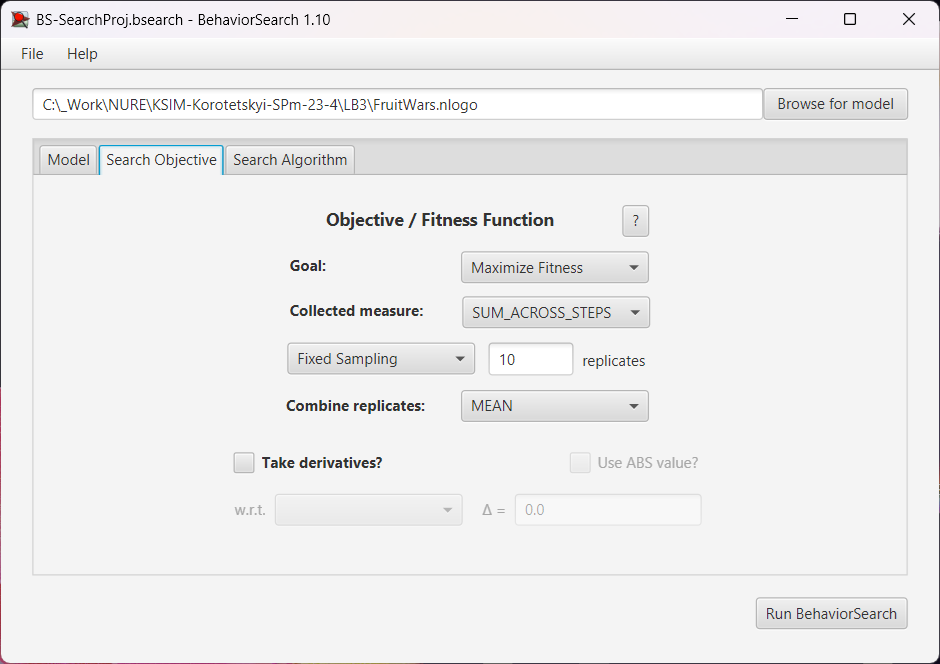 BS-SearchProj.bsearch - BehaviorSearch 1.10
File Help
C:\_Work\NURE\KSIM-Korotetskyi-SPm-23-4\LB3\FruitWars.nlogo Browse for model
Model Search Objective Search Algorithm
Objective / Fitness Function ?
Goal: Maximize Fitness
Collected measure: SUM_ACROSS_STEPS
Fixed Sampling 10 replicates
Combine replicates: MEAN
Take derivatives? Use ABS value?
w.r.t. Δ = 0.0
Run BehaviorSearch